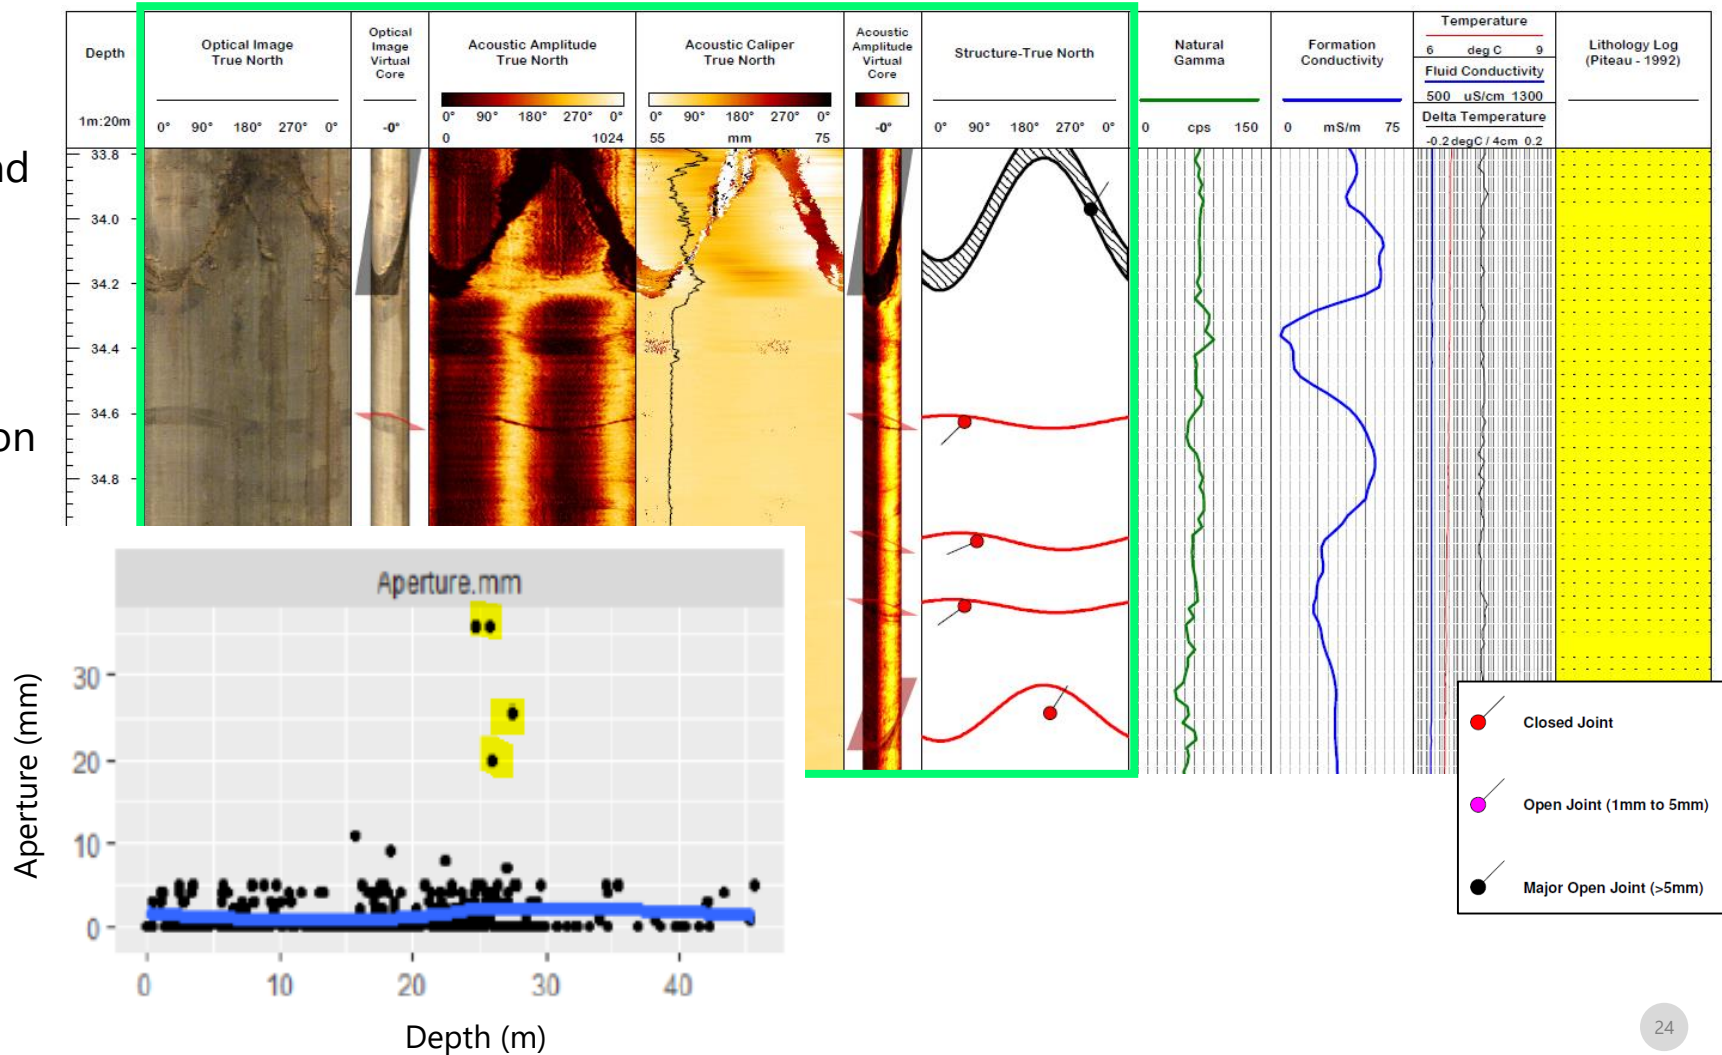 nd
on
Depth
1m:20m
Optical Image
True North
0° 90° 180° 270° 0°
Optical
Image
Virtual
Core
-0°
Acoustic Amplitude
True North
0° 90° 180° 270° 0°
0 1024
Acoustic Caliper
True North
0° 90° 180° 270° 0°
55 mm 75
Acoustic
Amplitude
Virtual
Core
-0°
Structure-True North
0° 90° 180° 270° 0°
Natural
Gamma
0 cps 150
Formation
Conductivity
0 mS/m 75
Temperature
6 deg C 9
Fluid Conductivity
500 uS/cm 1300
Delta Temperature
-0.2 degC / 4cm 0.2
Lithology Log
(Piteau - 1992)
33.8
34.0
34.2
34.4
34.6
34.8
Aperture.mm
Aperture (mm)
30
20
10
0
0 10 20 30 40
Depth (m)
Closed Joint
Open Joint (1mm to 5mm)
Major Open Joint (>5mm)
24